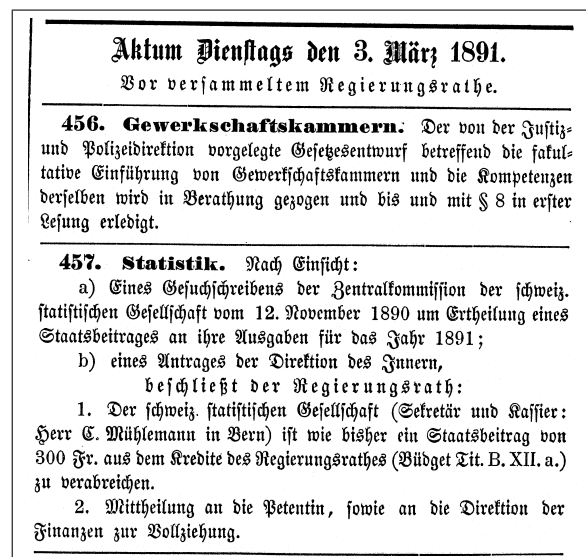 Aktum Dienstags den 3. März 1891.
Vor versammeltem Regierungsrathe.
456. Gewerkschaftskammern. Der von der Justiz-
und Polizeidirektion vorgelegte Gesetzesentwurf betreffend die fakul-
tative Einführung von Gewerkschaftskammern und die Kompetenzen
derselben wird in Berathung gezogen und bis und mit § 8 in erster
Lesung erledigt.
457. Statistik. Nach Einsicht:
a) Eines Gesuchschreibens der Zentralkommission der schweiz.
statistischen Gesellschaft vom 12. November 1890 um Ertheilung eines
Staatsbeitrages an ihre Ausgaben für das Jahr 1891;
b) eines Antrages der Direktion des Innern,
beschließt der Regierungsrath:
1. Der schweiz. statistischen Gesellschaft (Sekretär und Kassier:
Herr C. Mühlemann in Bern) ist wie bisher ein Staatsbeitrag von
300 Fr. aus dem Kredite des Regierungsrathes (Büdget Tit. B. XII. a.)
zu verabreichen.
2. Mittheilung an die Petentin, sowie an die Direktion der
Finanzen zur Vollziehung.